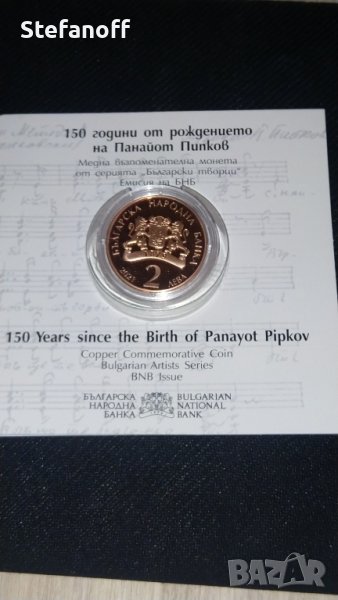 Stefanoff
150 години от рождението
на Панайот Пипков
Медна възпоменателна монета
от серията „Български творци“
Емисия на БНБ
БЪЛГАРСКА НАРОДНА БАНКА
2021 2 ЛЕВА
150 Years since the Birth of Panayot Pipkov
Copper Commemorative Coin
Bulgarian Artists Series
BNB Issue
БЪЛГАРСКА BULGARIAN
НАРОДНА NATIONAL
БАНКА BANK
BAZAR